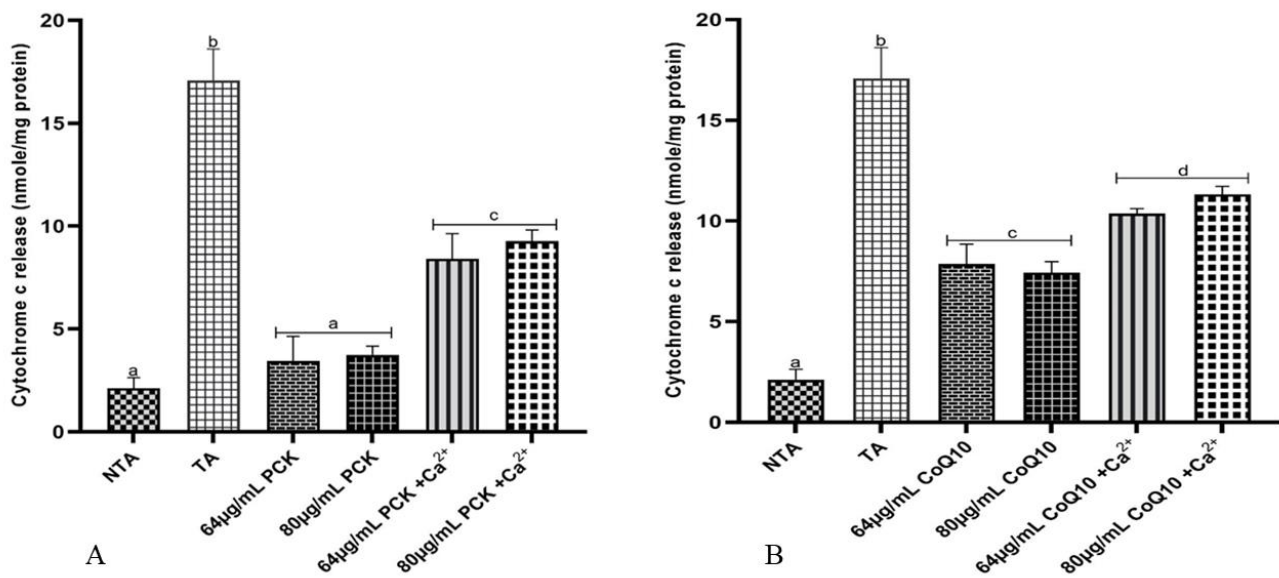 Cytochrome c release (nmole/mg protein)
20
15
10
5
0
a
b
a
c
NTA
TA
64µg/mL PCK
80µg/mL PCK
64µg/mL PCK +Ca²⁺
80µg/mL PCK +Ca²⁺
A
Cytochrome c release (nmole/mg protein)
20
15
10
5
0
a
b
c
d
NTA
TA
64µg/mL CoQ10
80µg/mL CoQ10
64µg/mL CoQ10 +Ca²⁺
80µg/mL CoQ10 +Ca²⁺
B